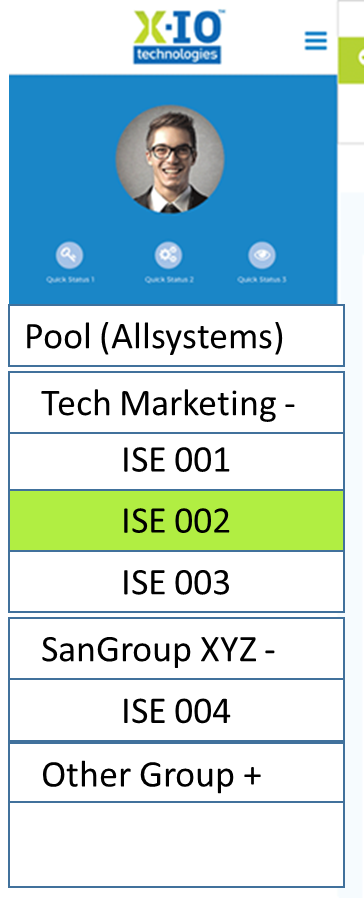 X-IO™
technologies
Quick Status 1
Quick Status 2
Quick Status 3
Pool (Allsystems)
Tech Marketing -
ISE 001
ISE 002
ISE 003
SanGroup XYZ -
ISE 004
Other Group +